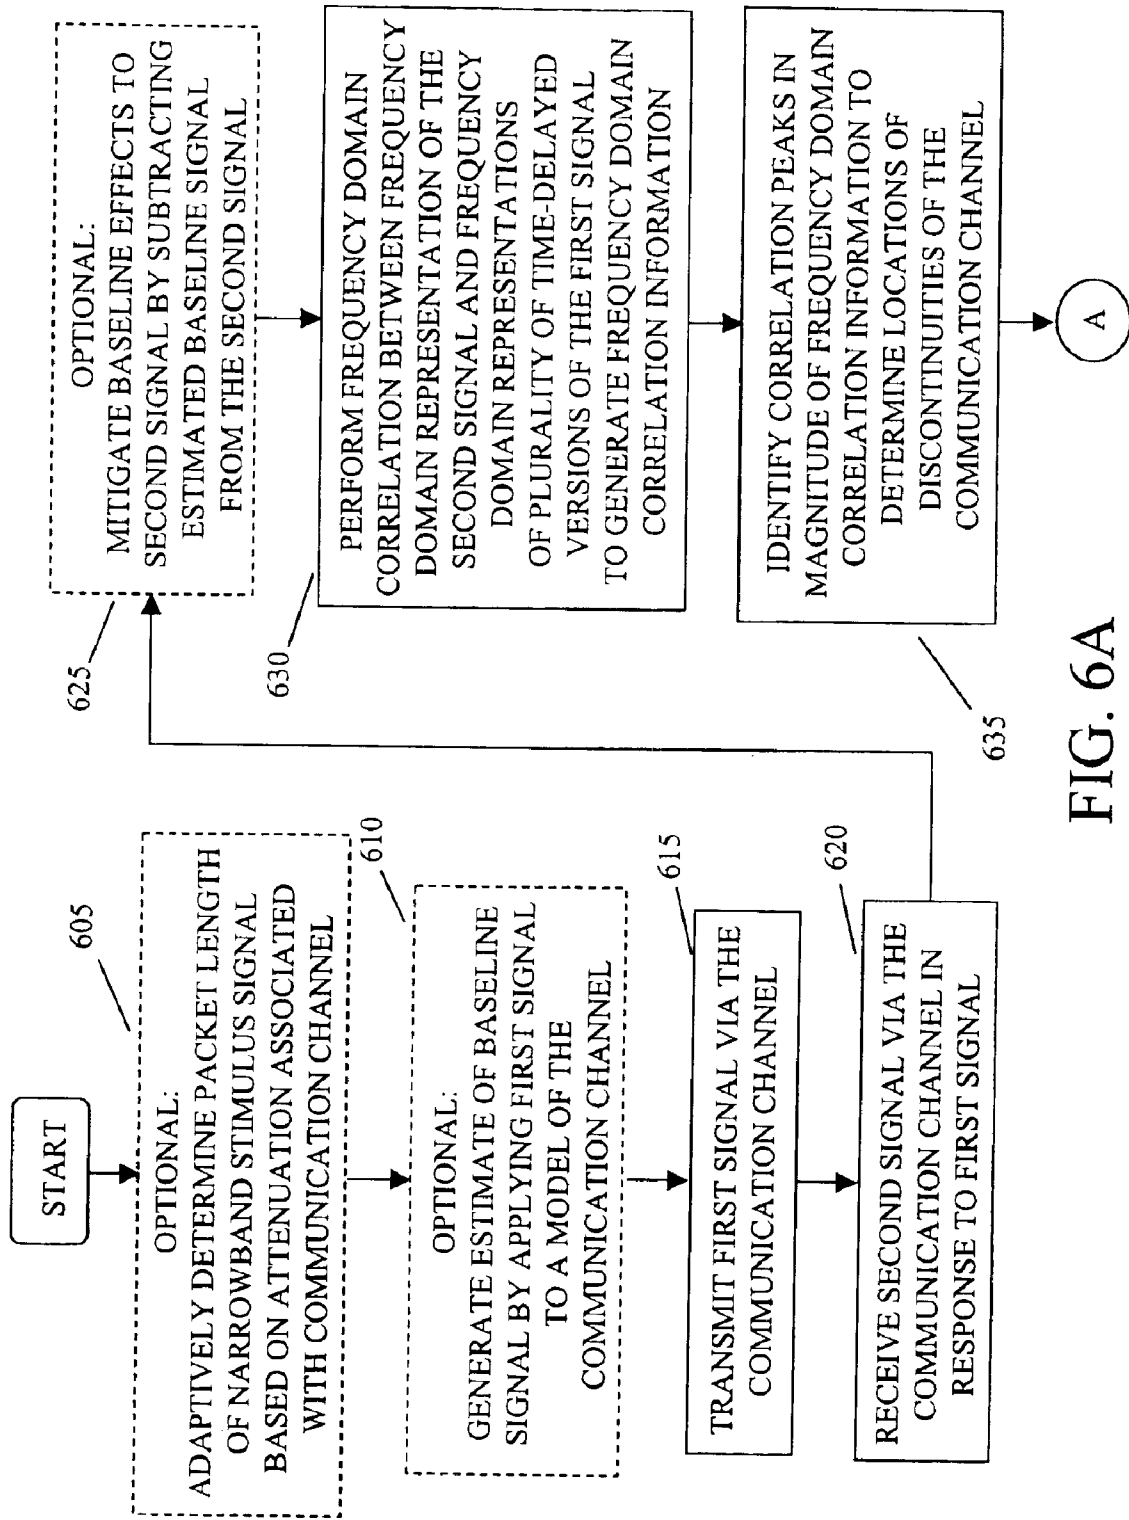 START
605
OPTIONAL:
ADAPTIVELY DETERMINE PACKET LENGTH
OF NARROWBAND STIMULUS SIGNAL
BASED ON ATTENUATION ASSOCIATED
WITH COMMUNICATION CHANNEL
610
OPTIONAL:
GENERATE ESTIMATE OF BASELINE
SIGNAL BY APPLYING FIRST SIGNAL
TO A MODEL OF THE
COMMUNICATION CHANNEL
615
TRANSMIT FIRST SIGNAL VIA THE
COMMUNICATION CHANNEL
620
RECEIVE SECOND SIGNAL VIA THE
COMMUNICATION CHANNEL IN
RESPONSE TO FIRST SIGNAL
625
OPTIONAL:
MITIGATE BASELINE EFFECTS TO
SECOND SIGNAL BY SUBTRACTING
ESTIMATED BASELINE SIGNAL
FROM THE SECOND SIGNAL
630
PERFORM FREQUENCY DOMAIN
CORRELATION BETWEEN FREQUENCY
DOMAIN REPRESENTATION OF THE
SECOND SIGNAL AND FREQUENCY
DOMAIN REPRESENTATIONS
OF PLURALITY OF TIME-DELAYED
VERSIONS OF THE FIRST SIGNAL
TO GENERATE FREQUENCY DOMAIN
CORRELATION INFORMATION
635
IDENTIFY CORRELATION PEAKS IN
MAGNITUDE OF FREQUENCY DOMAIN
CORRELATION INFORMATION TO
DETERMINE LOCATIONS OF
DISCONTINUITIES OF THE
COMMUNICATION CHANNEL
A
FIG. 6A